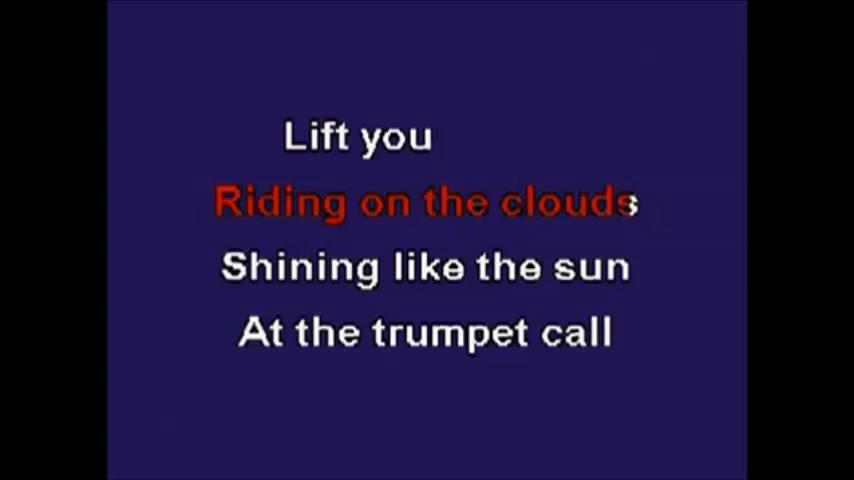 Lift you
Riding on the clouds
Shining like the sun
At the trumpet call